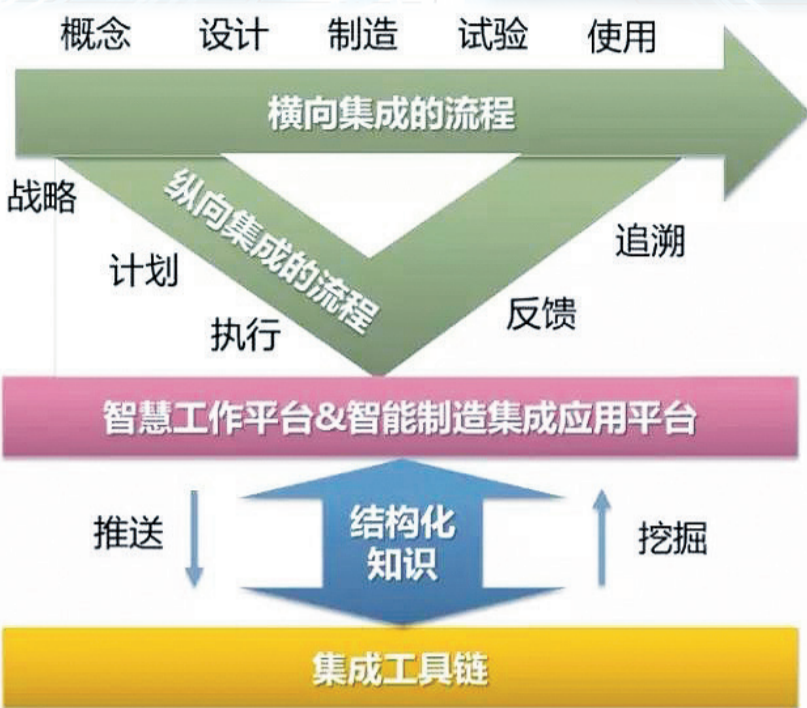 概念 设计 制造 试验 使用
横向集成的流程
战略
纵向集成的流程
追溯
计划
反馈
执行
智慧工作平台&智能制造集成应用平台
推送
结构化
知识
挖掘
集成工具链